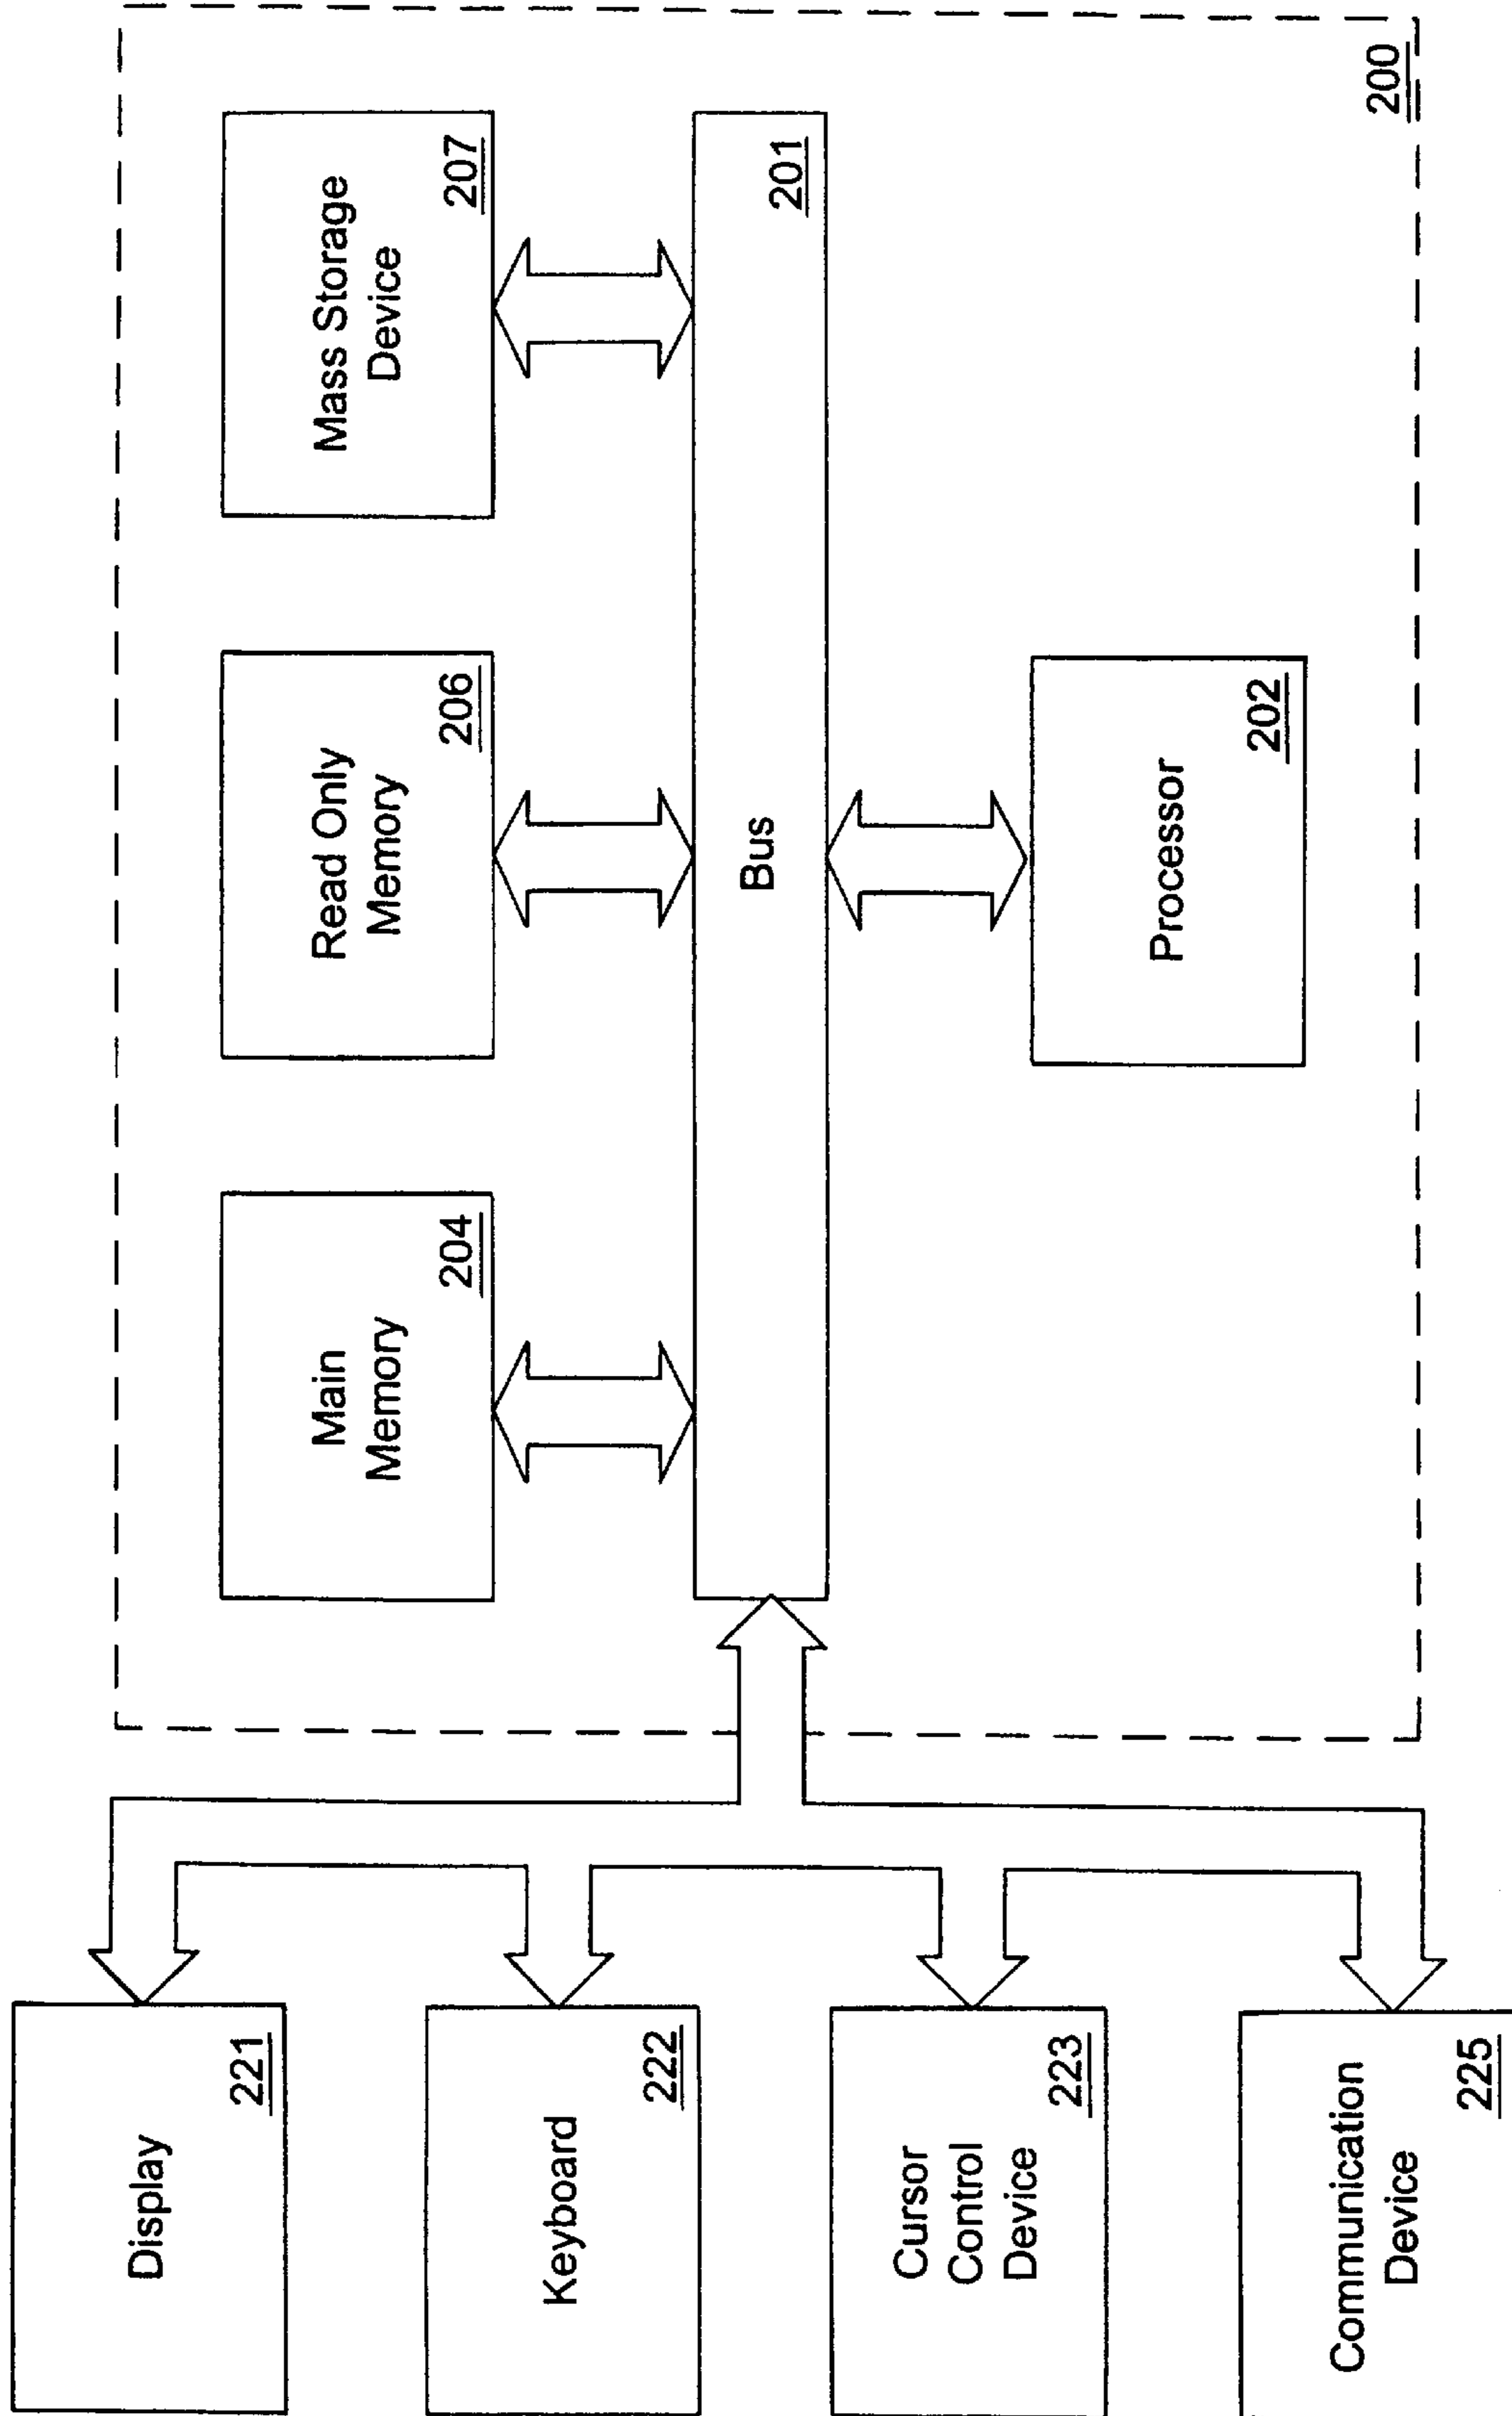 Display
221
Keyboard
222
Cursor
Control
Device
223
Communication
Device
225
Main
Memory
204
Read Only
Memory
206
Mass Storage
Device
207
Bus
201
Processor
202
200